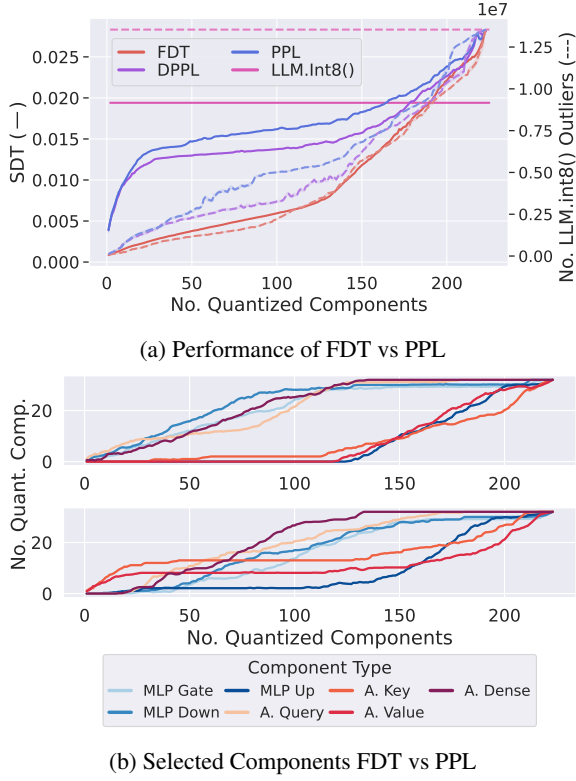 1e7
SDT (—)
0.025
0.020
0.015
0.010
0.005
0.000
FDT
DPPL
PPL
LLM.Int8()
1.25
1.00
0.75
0.50
0.25
0.00
No. LLM.int8() Outliers (---)
0 50 100 150 200
No. Quantized Components
(a) Performance of FDT vs PPL
No. Quant. Comp.
20
0
0 50 100 150 200
20
0
0 50 100 150 200
No. Quantized Components
Component Type
MLP Gate MLP Up A. Key A. Dense
MLP Down A. Query A. Value
(b) Selected Components FDT vs PPL